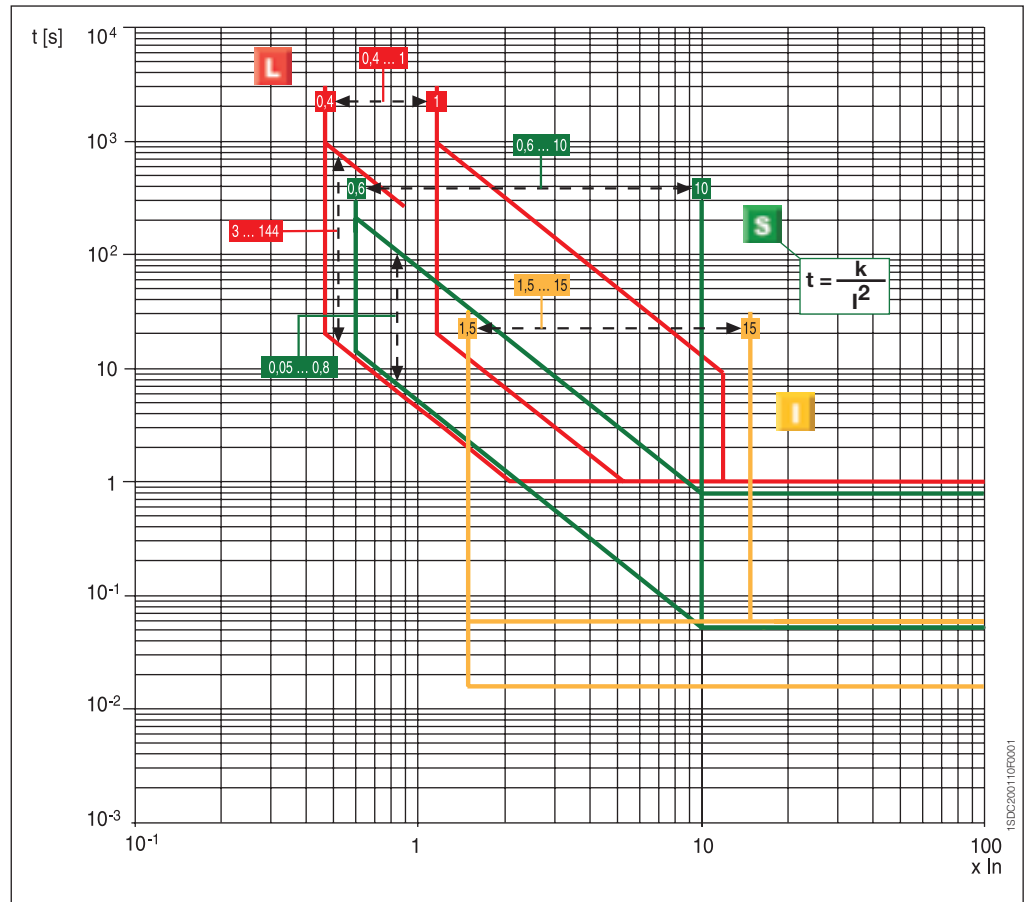 t [s]
10⁴
L
0,4 ... 1
0,4
1
10³
0,6 ... 10
0,6
10
3 ... 144
S
10²
t = k / I²
1,5 ... 15
1,5
15
10
0,05 ... 0,8
I
1
10⁻¹
10⁻²
10⁻³
10⁻¹
1
10
100
x In
1SDC200110F0001